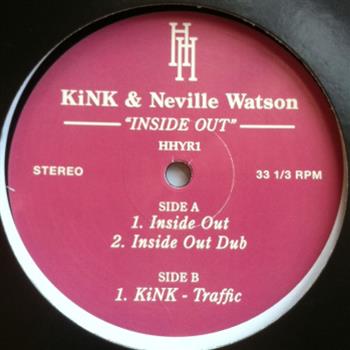 HH
KiNK & Neville Watson
"INSIDE OUT"
HHYR1
STEREO 33 1/3 RPM
SIDE A
1. Inside Out
2. Inside Out Dub
SIDE B
1. KiNK - Traffic